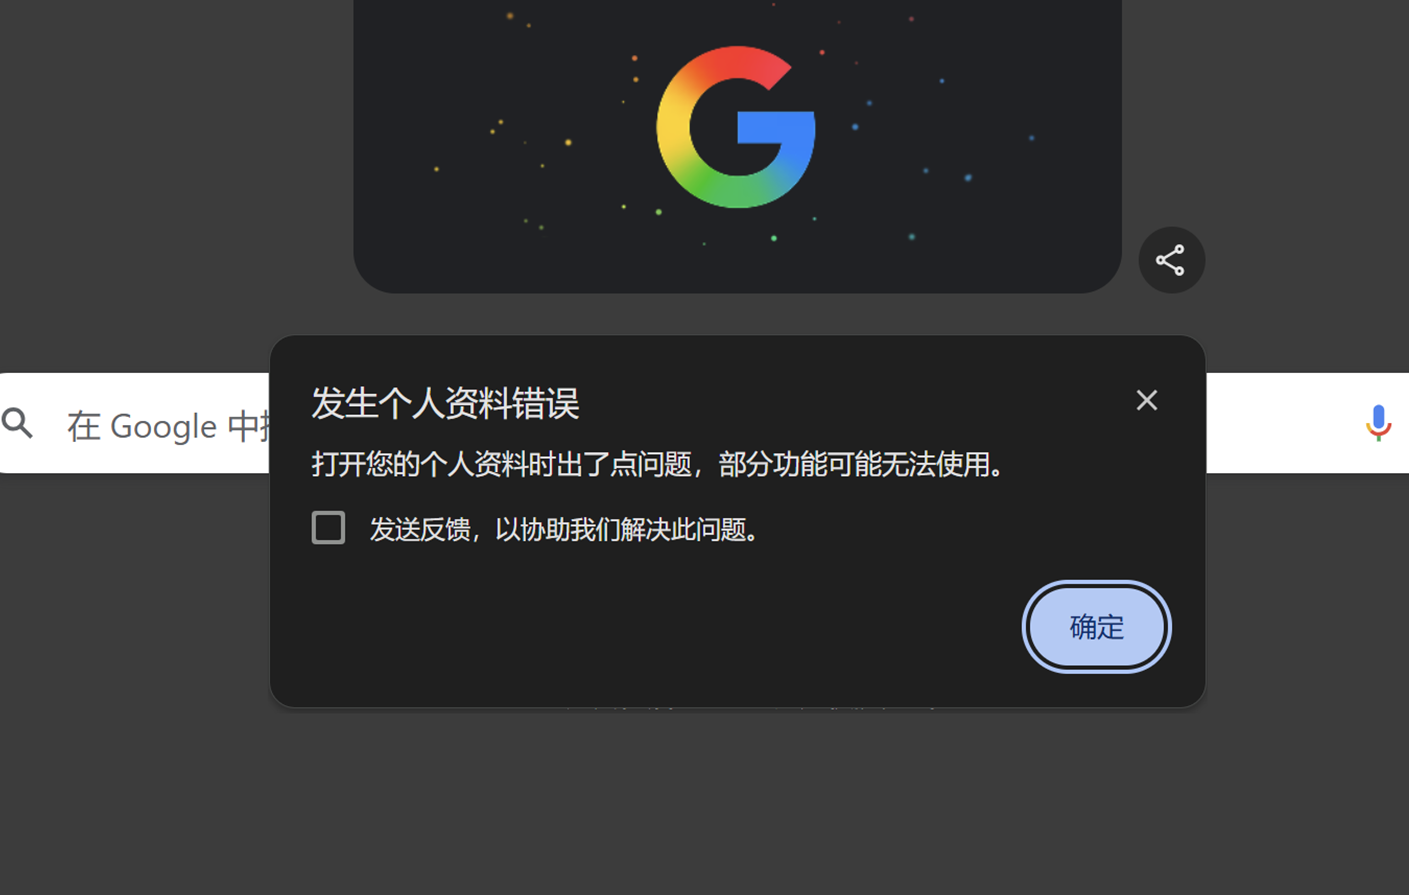 发生个人资料错误
在 Google 中
打开您的个人资料时出了点问题，部分功能可能无法使用。
发送反馈，以协助我们解决此问题。
确定